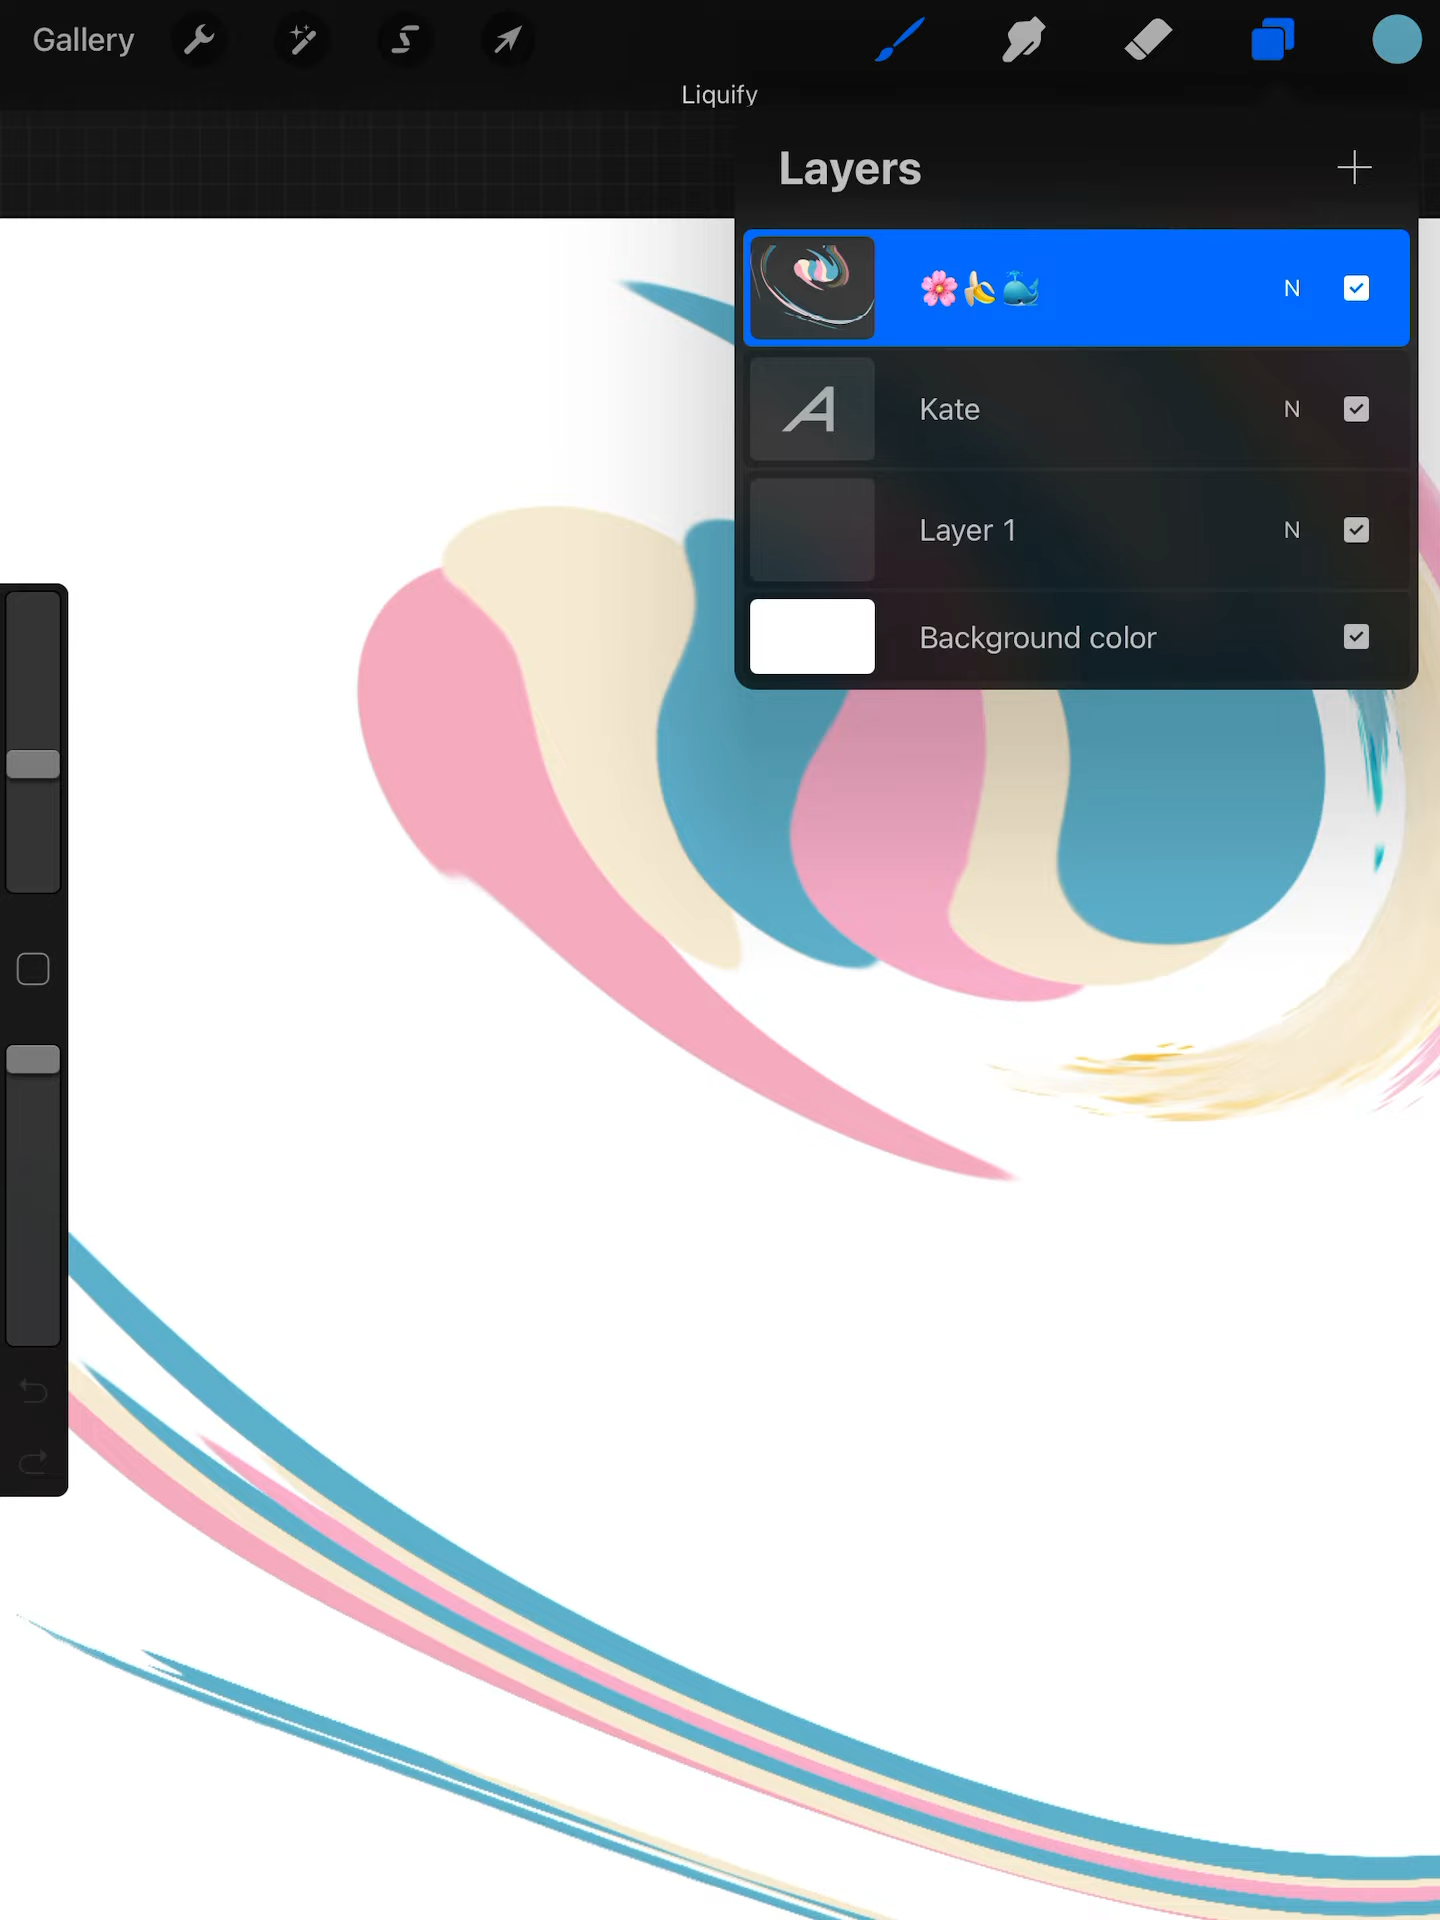 Gallery
Liquify
Layers
🌸🍌🐳 N
A Kate N
Layer 1 N
Background color